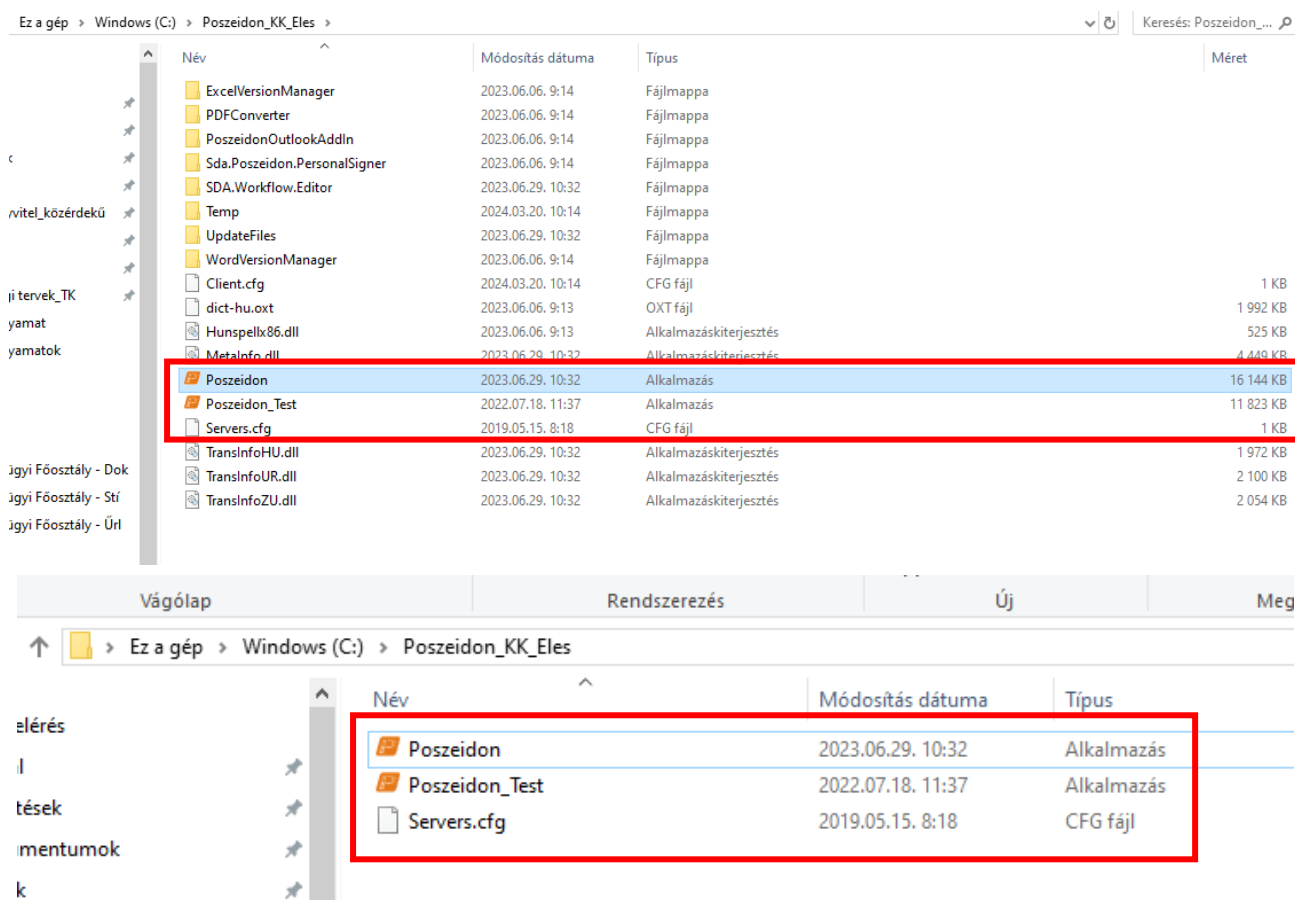 Ez a gép > Windows (C:) > Poszeidon_KK_Eles >
Keresés: Poszeidon_...
Név Módosítás dátuma Típus Méret
ExcelVersionManager 2023.06.06. 9:14 Fájlmappa
PDFConverter 2023.06.06. 9:14 Fájlmappa
PoszeidonOutlookAddIn 2023.06.06. 9:14 Fájlmappa
Sda.Poszeidon.PersonalSigner 2023.06.06. 9:14 Fájlmappa
SDA.Workflow.Editor 2023.06.29. 10:32 Fájlmappa
vitel_közérdekű Temp 2024.03.20. 10:14 Fájlmappa
UpdateFiles 2023.06.29. 10:32 Fájlmappa
WordVersionManager 2023.06.06. 9:14 Fájlmappa
Client.cfg 2024.03.20. 10:14 CFG fájl 1 KB
gi tervek_TK dict-hu.oxt 2023.06.06. 9:13 OXT fájl 1 992 KB
yamat Hunspellx86.dll 2023.06.06. 9:13 Alkalmazáskiterjesztés 525 KB
yamatok MetaInfo.dll 2023.06.29. 10:32 Alkalmazáskiterjesztés 4 449 KB
Poszeidon 2023.06.29. 10:32 Alkalmazás 16 144 KB
Poszeidon_Test 2022.07.18. 11:37 Alkalmazás 11 823 KB
Servers.cfg 2019.05.15. 8:18 CFG fájl 1 KB
TransInfoHU.dll 2023.06.29. 10:32 Alkalmazáskiterjesztés 1 972 KB
ügyi Főosztály - Dok TransInfoUR.dll 2023.06.29. 10:32 Alkalmazáskiterjesztés 2 100 KB
ügyi Főosztály - Stí TransInfoZU.dll 2023.06.29. 10:32 Alkalmazáskiterjesztés 2 054 KB
ügyi Főosztály - Űrl
Vágólap Rendszerezés Új Meg
Ez a gép > Windows (C:) > Poszeidon_KK_Eles
Név Módosítás dátuma Típus
elérés
Poszeidon 2023.06.29. 10:32 Alkalmazás
l
Poszeidon_Test 2022.07.18. 11:37 Alkalmazás
tések Servers.cfg 2019.05.15. 8:18 CFG fájl
mentumok
k